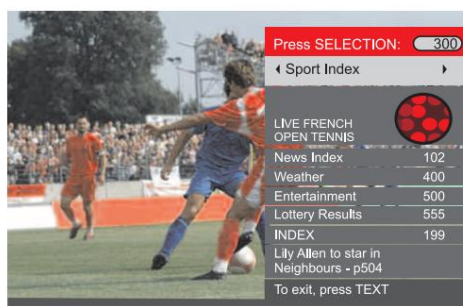 Press SELECTION: 300
Sport Index
LIVE FRENCH
OPEN TENNIS
News Index 102
Weather 400
Entertainment 500
Lottery Results 555
INDEX 199
Lily Allen to star in
Neighbours - p504
To exit, press TEXT